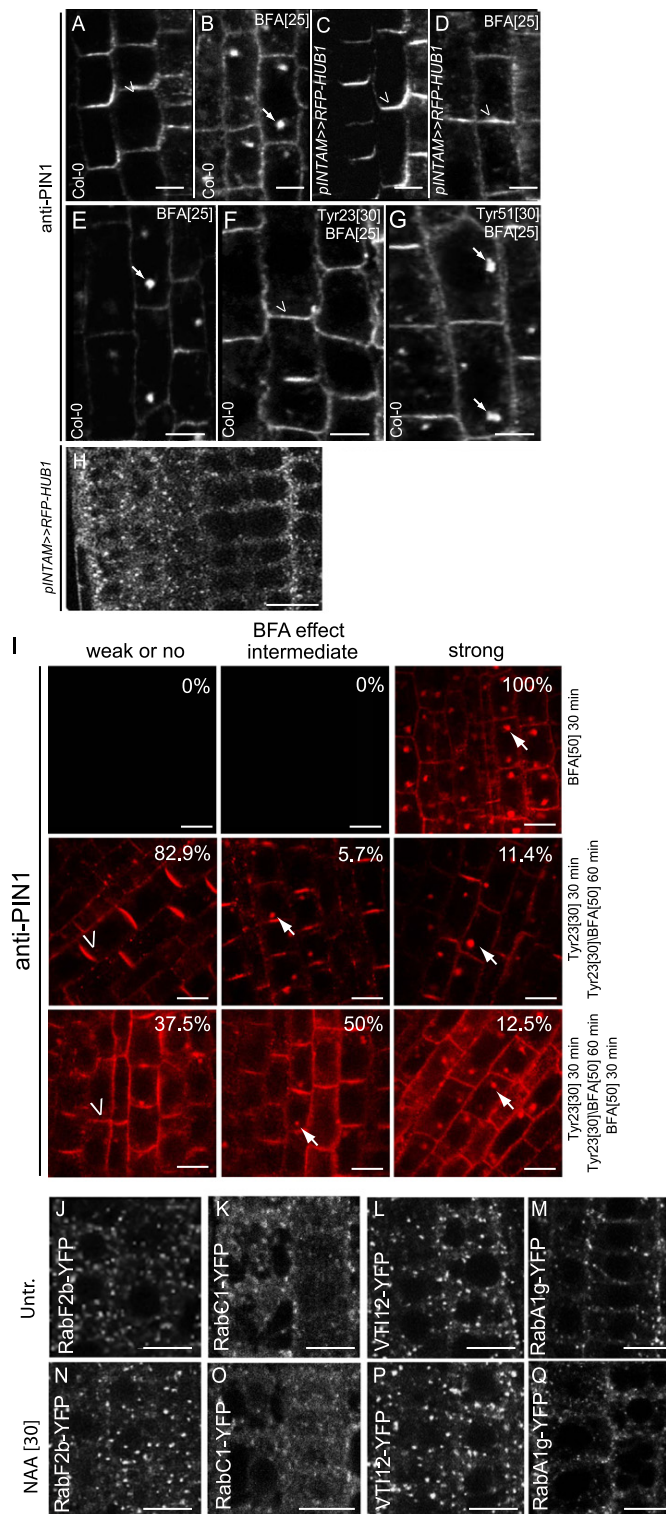 A
B
BFA[25]
C
D
BFA[25]
Col-0
Col-0
pINTAM>>RFP-HUB1
pINTAM>>RFP-HUB1
anti-PIN1
E
BFA[25]
F
Tyr23[30]
BFA[25]
G
Tyr51[30]
BFA[25]
Col-0
Col-0
Col-0
H
pINTAM>>RFP-HUB1
I
BFA effect
weak or no
intermediate
strong
0%
0%
100%
BFA[50] 30 min
anti-PIN1
82.9%
5.7%
11.4%
Tyr23[30] 30 min
Tyr23[30]\BFA[50] 60 min
37.5%
50%
12.5%
Tyr23[30] 30 min
Tyr23[30]\BFA[50] 60 min
BFA[50] 30 min
Untr.
J
RabF2b-YFP
K
RabC1-YFP
L
VTI12-YFP
M
RabA1g-YFP
NAA [30]
N
RabF2b-YFP
O
RabC1-YFP
P
VTI12-YFP
Q
RabA1g-YFP